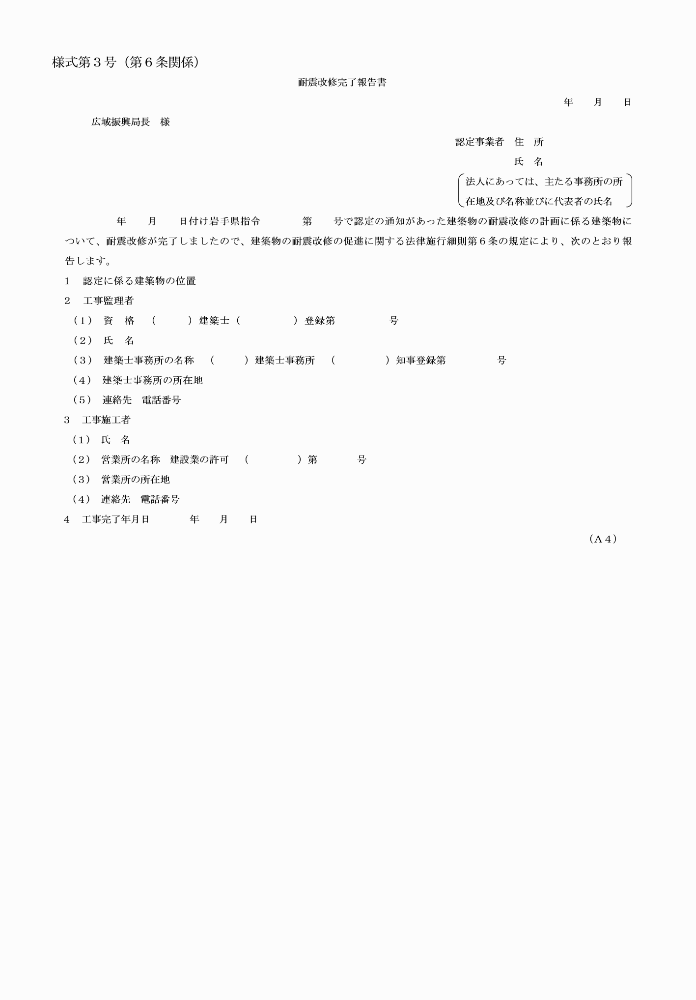 様式第３号（第６条関係）
耐震改修完了報告書
年　　月　　日
広域振興局長　様
認定事業者　住　所
氏　名
法人にあっては、主たる事務所の所
在地及び名称並びに代表者の氏名
年　　月　　日付け岩手県指令　　　　第　　号で認定の通知があった建築物の耐震改修の計画に係る建築物に
ついて、耐震改修が完了しましたので、建築物の耐震改修の促進に関する法律施行細則第６条の規定により、次のとおり報
告します。
１　認定に係る建築物の位置
２　工事監理者
（１）　資　格　（　　　）建築士（　　　　　）登録第　　　　　号
（２）　氏　名
（３）　建築士事務所の名称　（　　　）建築士事務所　（　　　　　）知事登録第　　　　　号
（４）　建築士事務所の所在地
（５）　連絡先　電話番号
３　工事施工者
（１）　氏　名
（２）　営業所の名称　建設業の許可　（　　　　　）第　　　　号
（３）　営業所の所在地
（４）　連絡先　電話番号
４　工事完了年月日　　　　年　　月　　日
（Ａ４）